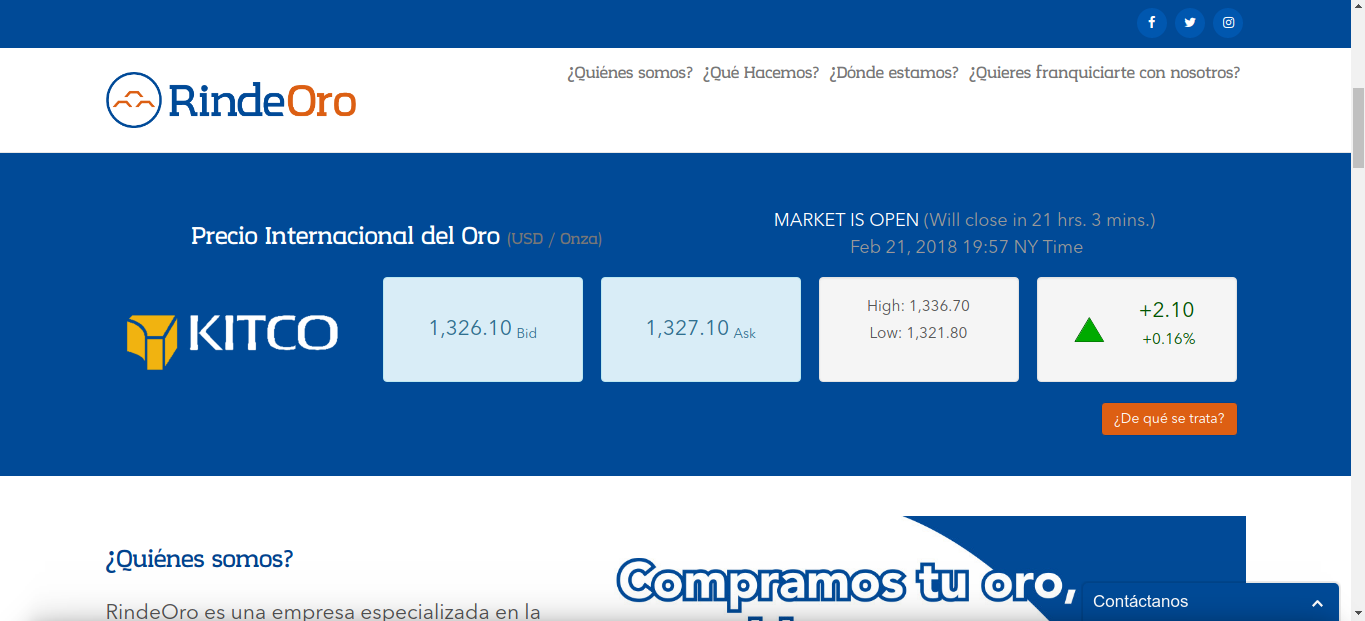 ¿Quiénes somos? ¿Qué Hacemos? ¿Dónde estamos? ¿Quieres franquiciarte con nosotros?
RindeOro
MARKET IS OPEN (Will close in 21 hrs. 3 mins.)
Precio Internacional del Oro (USD / Onza)
Feb 21, 2018 19:57 NY Time
KITCO
1,326.10 Bid
1,327.10 Ask
High: 1,336.70
Low: 1,321.80
+2.10
+0.16%
¿De qué se trata?
¿Quiénes somos?
RindeOro es una empresa especializada en la
Compramos tu oro,
Contáctanos